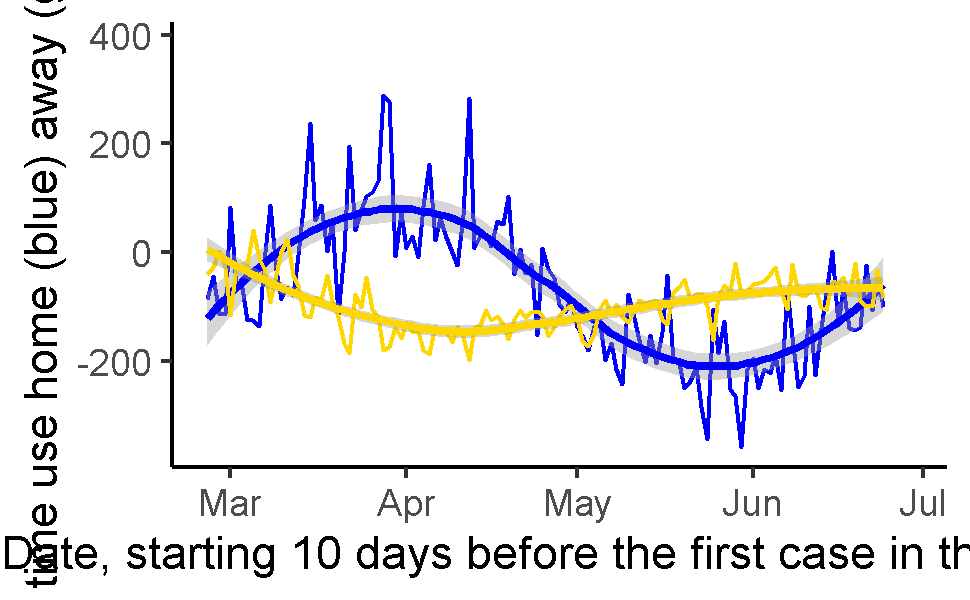 400
200
0
-200
time use home (blue) away (
Mar Apr May Jun Jul
Date, starting 10 days before the first case in